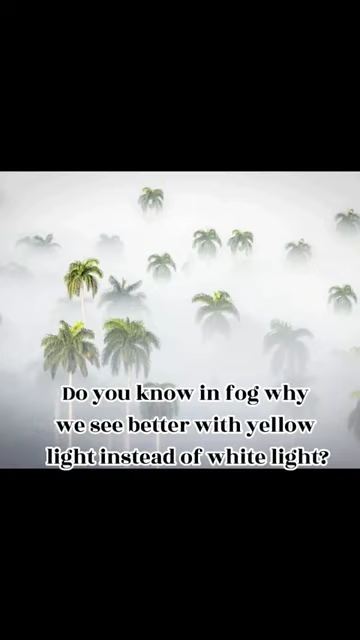 Do you know in fog why
we see better with yellow
light instead of white light?